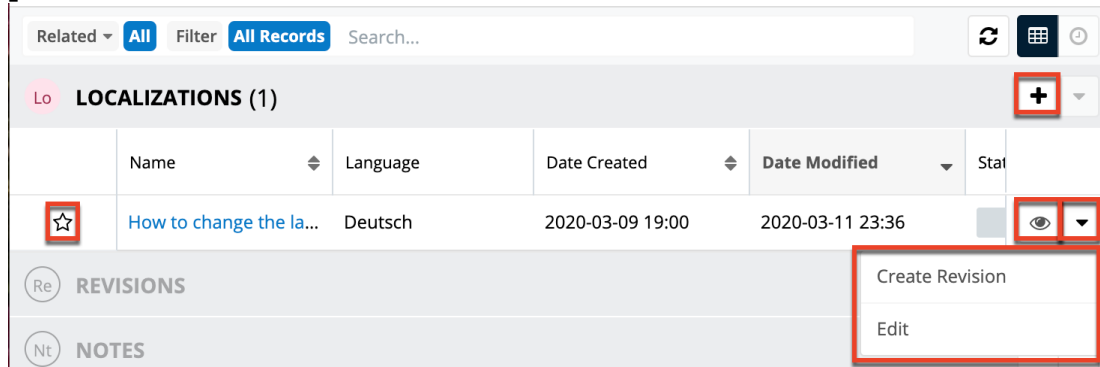 Related All Filter All Records Search...
Lo LOCALIZATIONS (1)
Name Language Date Created Date Modified Stat
How to change the la... Deutsch 2020-03-09 19:00 2020-03-11 23:36
Create Revision
Re REVISIONS
Edit
Nt NOTES